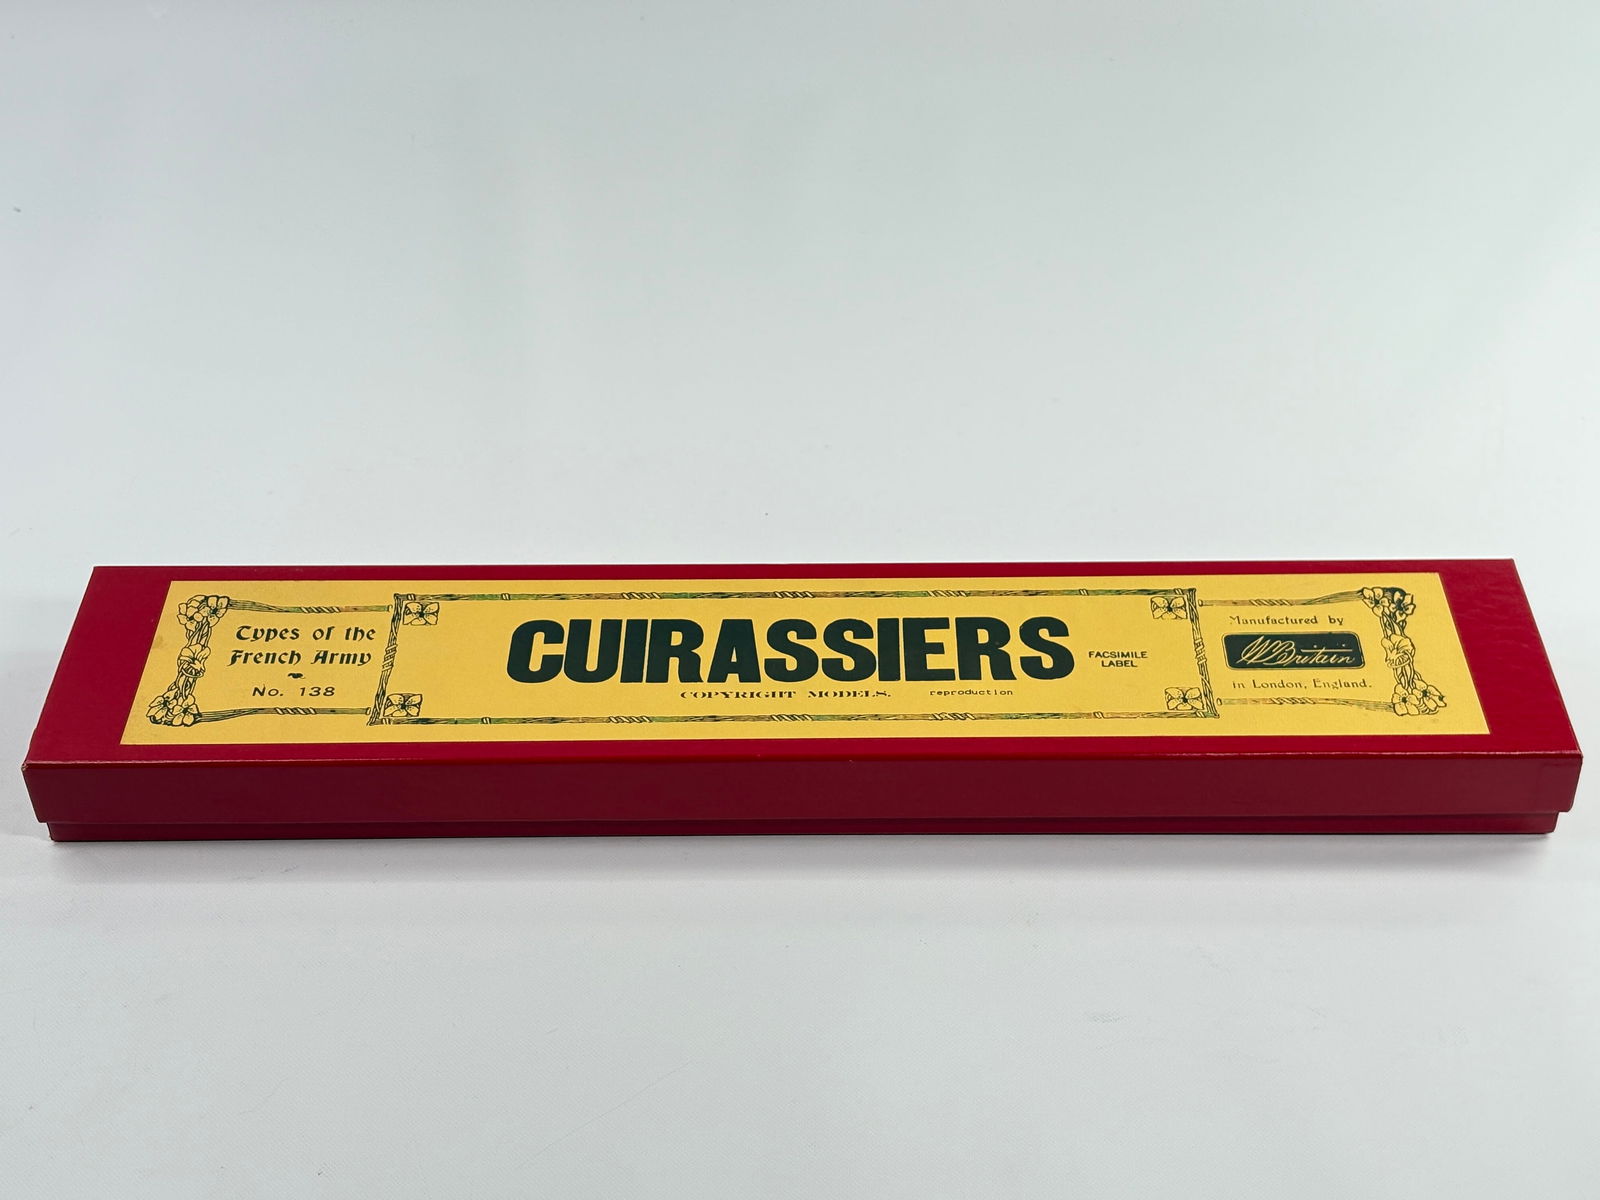 Types of the
French Army
No. 138
CUIRASSIERS
COPYRIGHT MODELS.
reproduction
FACSIMILE
LABEL
Manufactured by
W. Britain
in London, England.